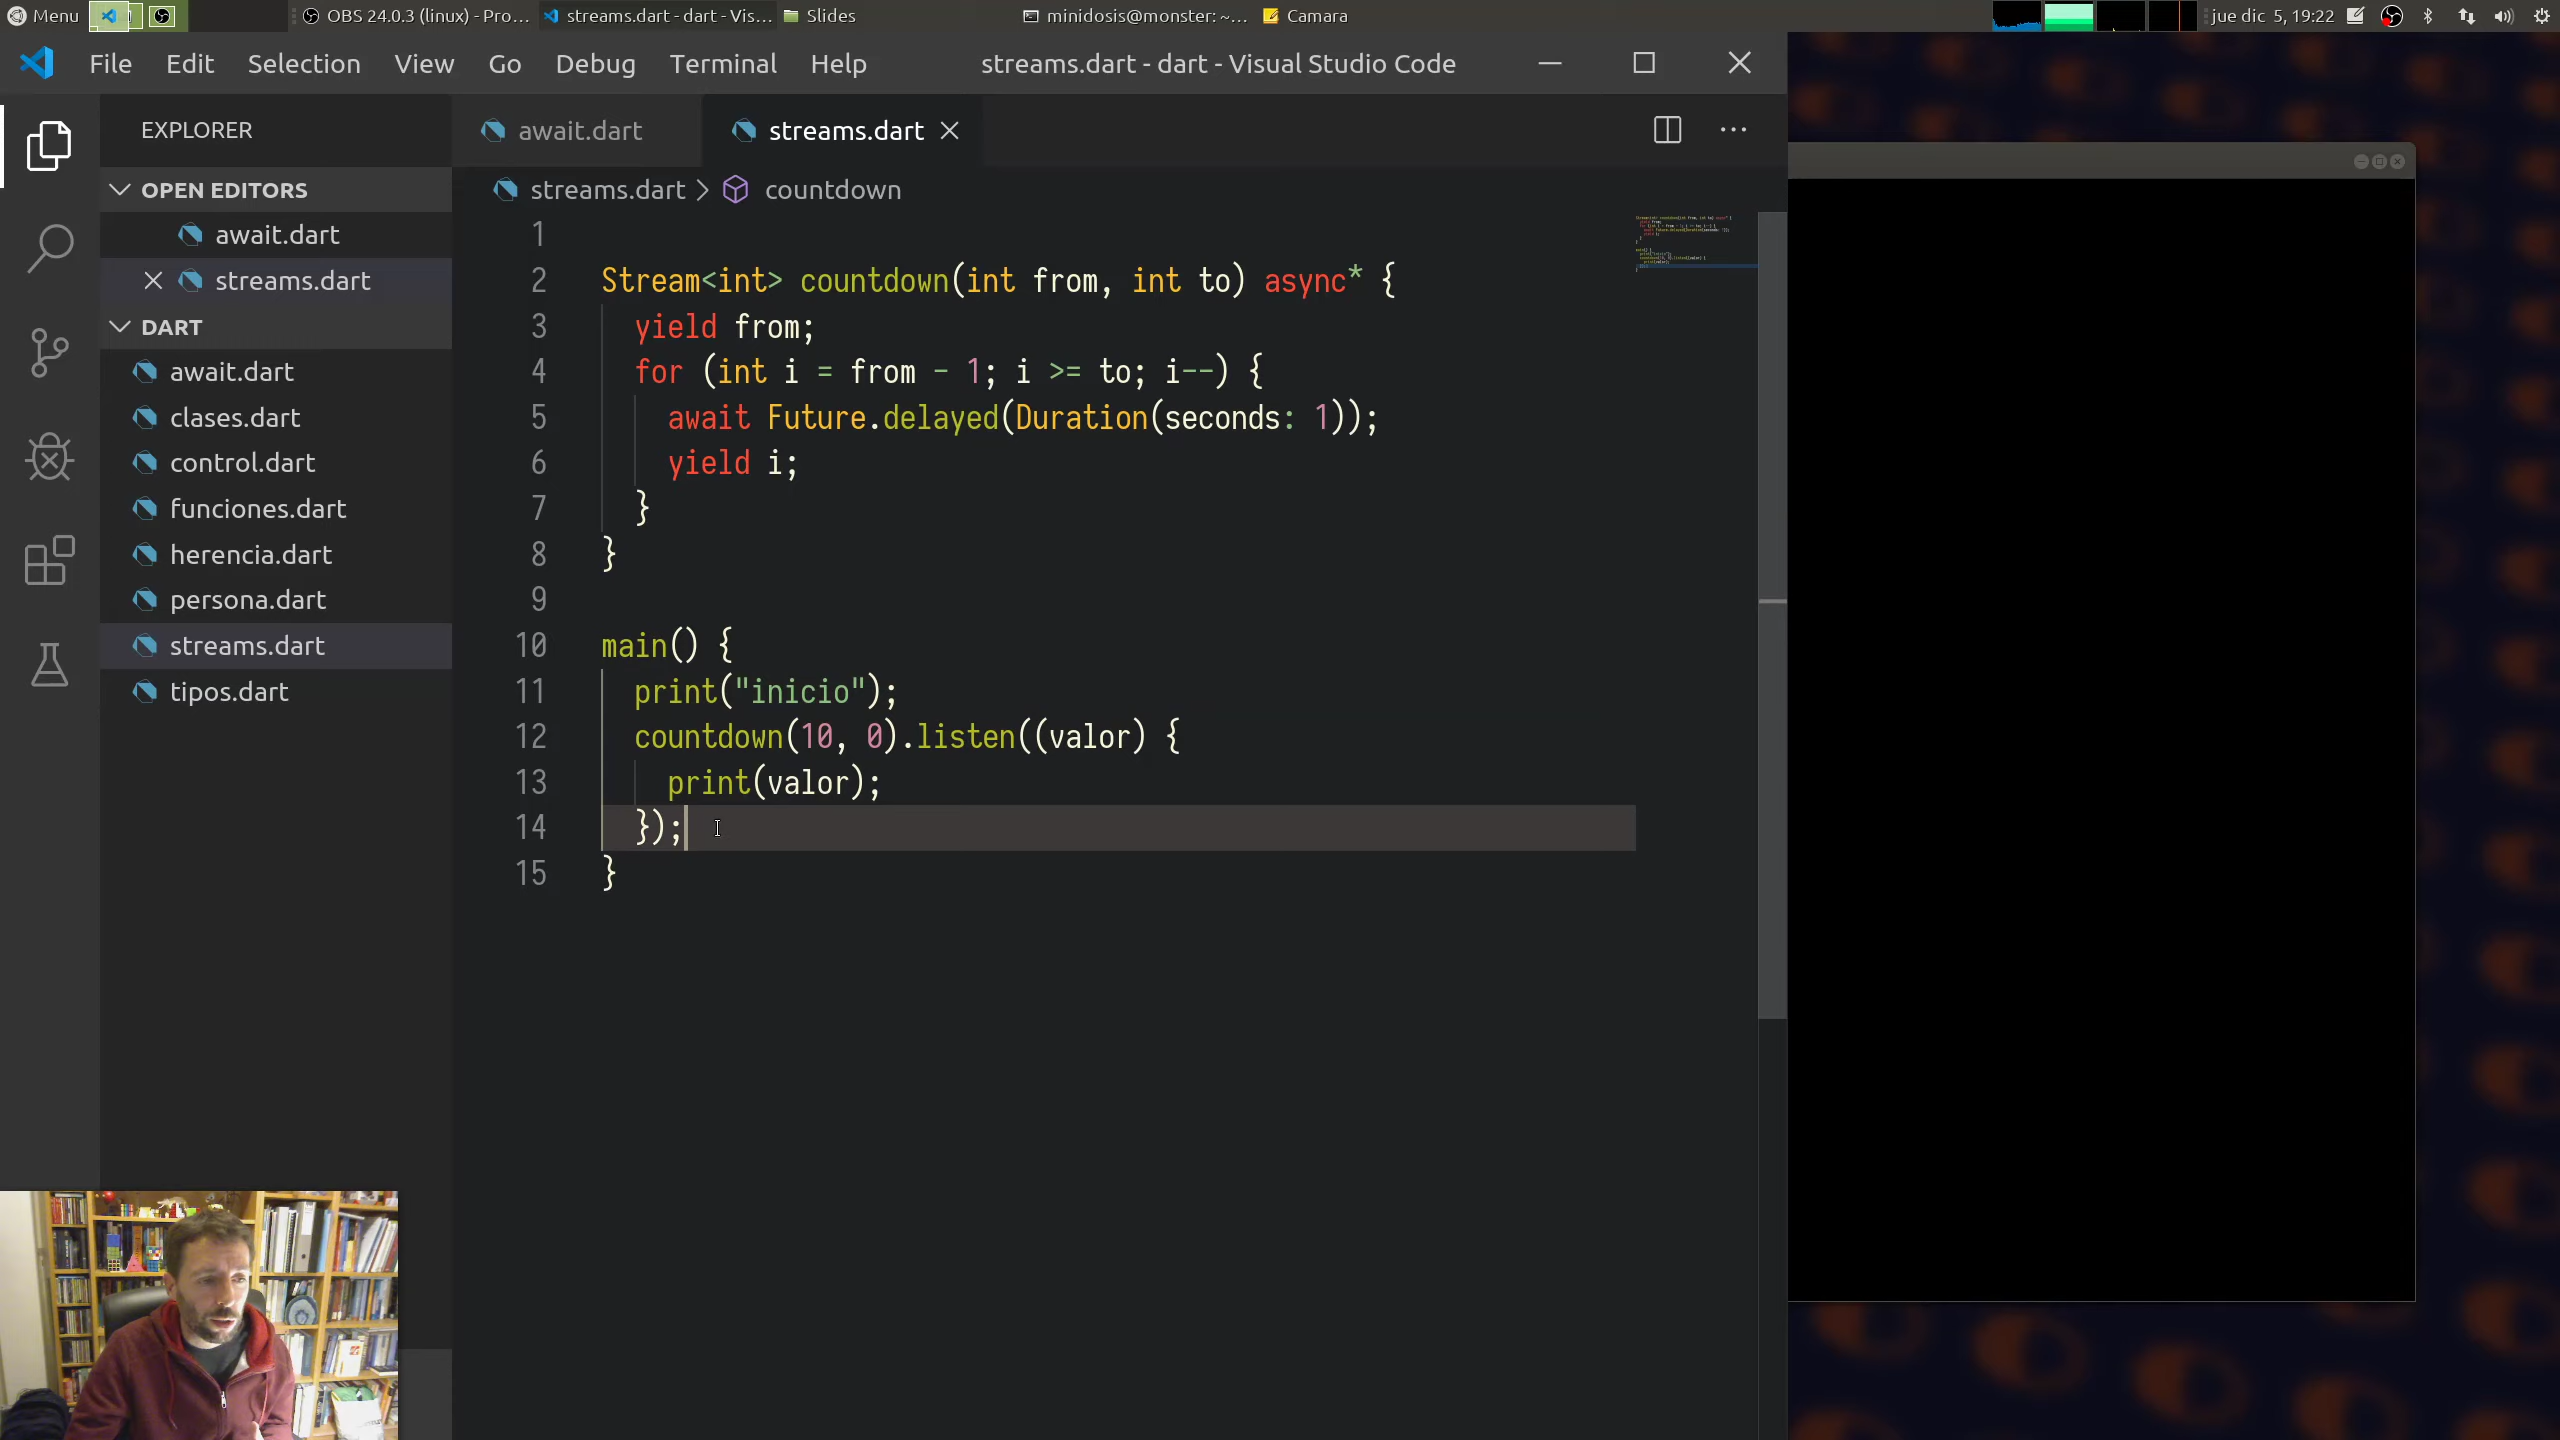 Menu
OBS 24.0.3 (linux) - Pro...
streams.dart - dart - Vis...
Slides
minidosis@monster: ~...
Camara
jue dic 5, 19:22
File Edit Selection View Go Debug Terminal Help
streams.dart - dart - Visual Studio Code
EXPLORER
OPEN EDITORS
await.dart
streams.dart
DART
await.dart
clases.dart
control.dart
funciones.dart
herencia.dart
persona.dart
streams.dart
tipos.dart
await.dart
streams.dart
streams.dart > countdown
1
2 Stream<int> countdown(int from, int to) async* {
3 yield from;
4 for (int i = from - 1; i >= to; i--) {
5 await Future.delayed(Duration(seconds: 1));
6 yield i;
7 }
8 }
9
10 main() {
11 print("inicio");
12 countdown(10, 0).listen((valor) {
13 print(valor);
14 });
15 }